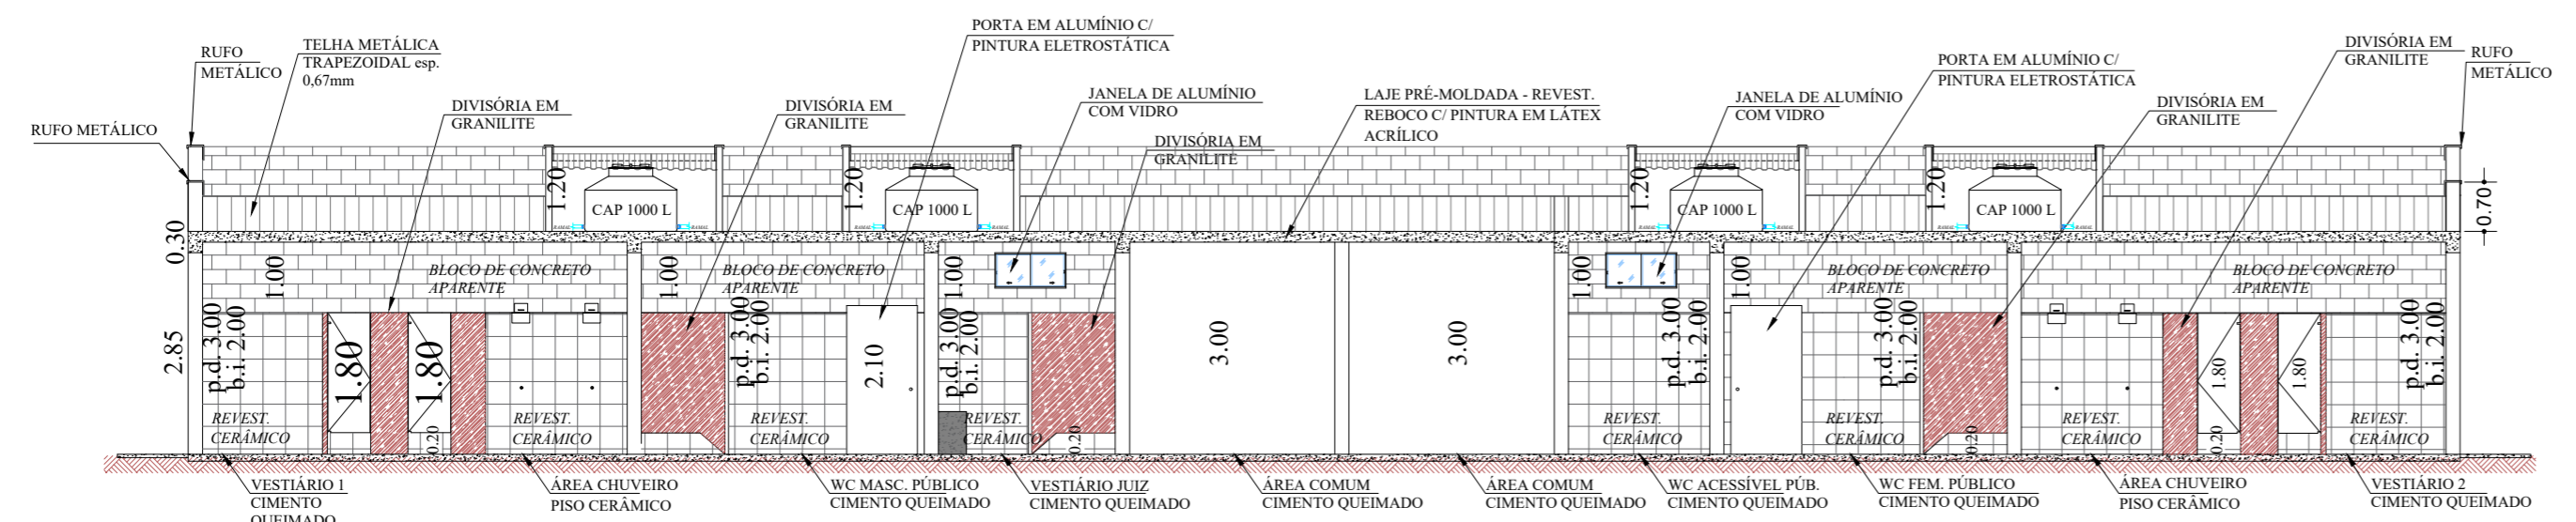 RUFO
METÁLICO
TELHA METÁLICA
TRAPEZOIDAL esp.
0,67mm
PORTA EM ALUMÍNIO C/
PINTURA ELETROSTÁTICA
DIVISÓRIA EM
GRANILITE
RUFO
METÁLICO
PORTA EM ALUMÍNIO C/
PINTURA ELETROSTÁTICA
RUFO METÁLICO
DIVISÓRIA EM
GRANILITE
DIVISÓRIA EM
GRANILITE
JANELA DE ALUMÍNIO
COM VIDRO
DIVISÓRIA EM
GRANILITE
LAJE PRÉ-MOLDADA - REVEST.
REBOCO C/ PINTURA EM LÁTEX
ACRÍLICO
JANELA DE ALUMÍNIO
COM VIDRO
DIVISÓRIA EM
GRANILITE
1.20
CAP 1000 L
1.20
CAP 1000 L
1.20
CAP 1000 L
1.20
CAP 1000 L
0.70
RAMAL
RAMAL
RAMAL
RAMAL
RAMAL
RAMAL
RAMAL
RAMAL
0.30
1.00
BLOCO DE CONCRETO
APARENTE
1.00
BLOCO DE CONCRETO
APARENTE
1.00
1.00
1.00
BLOCO DE CONCRETO
APARENTE
BLOCO DE CONCRETO
APARENTE
2.85
p.d. 3.00
b.i. 2.00
1.80
1.80
p.d. 3.00
b.i. 2.00
2.10
p.d. 3.00
b.i. 2.00
3.00
3.00
p.d. 3.00
b.i. 2.00
p.d. 3.00
b.i. 2.00
1.80
1.80
p.d. 3.00
b.i. 2.00
REVEST.
CERÂMICO
0.20
REVEST.
CERÂMICO
REVEST.
CERÂMICO
REVEST.
CERÂMICO
0.20
REVEST.
CERÂMICO
REVEST.
CERÂMICO
0.20
REVEST.
CERÂMICO
0.20
REVEST.
CERÂMICO
VESTIÁRIO 1
CIMENTO
QUEIMADO
ÁREA CHUVEIRO
PISO CERÂMICO
WC MASC. PÚBLICO
CIMENTO QUEIMADO
VESTIÁRIO JUIZ
CIMENTO QUEIMADO
ÁREA COMUM
CIMENTO QUEIMADO
ÁREA COMUM
CIMENTO QUEIMADO
WC ACESSÍVEL PÚB.
CIMENTO QUEIMADO
WC FEM. PÚBLICO
CIMENTO QUEIMADO
ÁREA CHUVEIRO
PISO CERÂMICO
VESTIÁRIO 2
CIMENTO QUEIMADO